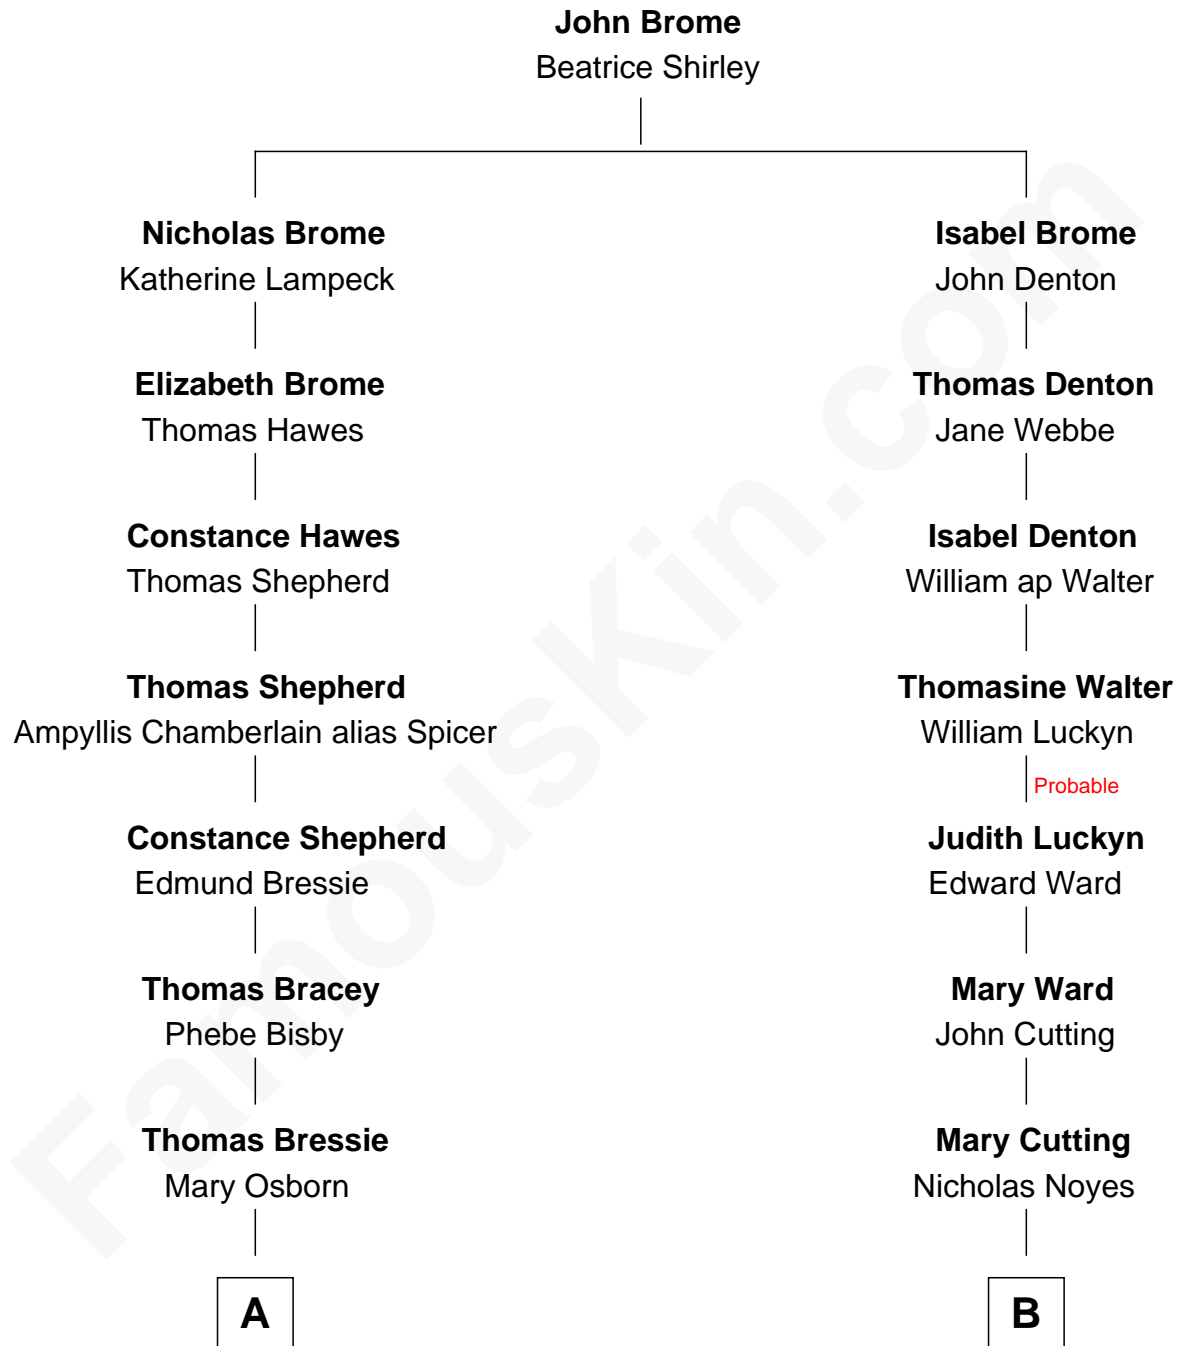 John Brome
Beatrice Shirley
Nicholas Brome
Katherine Lampeck
Elizabeth Brome
Thomas Hawes
Constance Hawes
Thomas Shepherd
Thomas Shepherd
Ampyllis Chamberlain alias Spicer
Constance Shepherd
Edmund Bressie
Thomas Bracey
Phebe Bisby
Thomas Bressie
Mary Osborn
A
Isabel Brome
John Denton
Thomas Denton
Jane Webbe
Isabel Denton
William ap Walter
Thomasine Walter
William Luckyn
Probable
Judith Luckyn
Edward Ward
Mary Ward
John Cutting
Mary Cutting
Nicholas Noyes
B
FamousKin.com